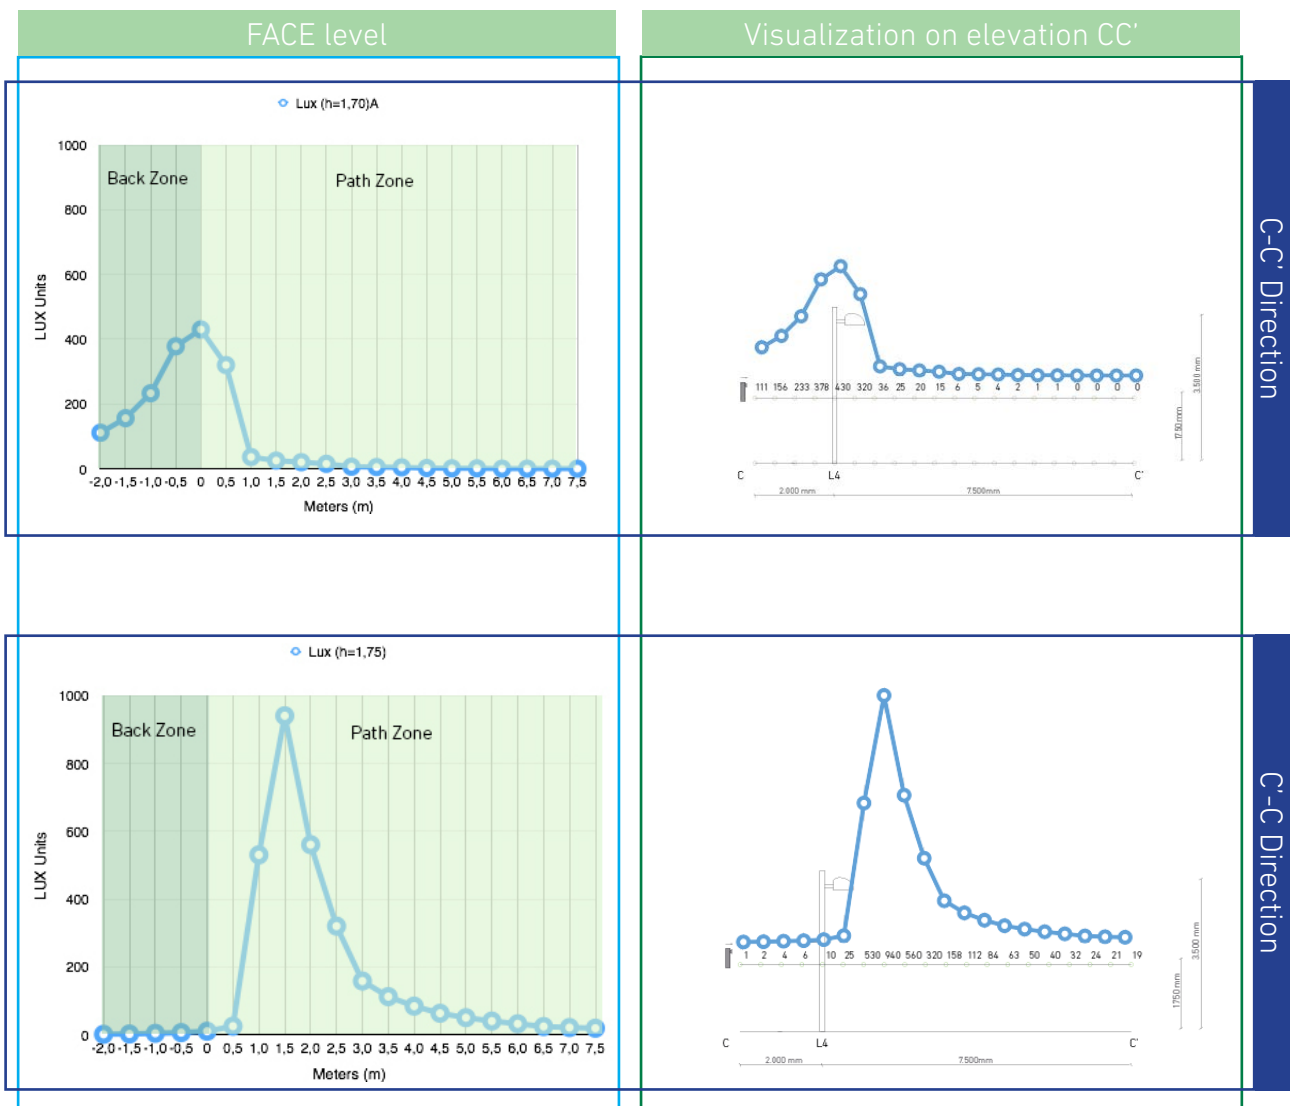 FACE level
Visualization on elevation CC’
Lux (h=1,70)A
1000
800
600
400
200
0
LUX Units
Back Zone
Path Zone
-2,0 -1,5 -1,0 -0,5 0 0,5 1,0 1,5 2,0 2,5 3,0 3,5 4,0 4,5 5,0 5,5 6,0 6,5 7,0 7,5
Meters (m)
111 156 233 378 430 320 36 25 20 15 6 5 4 2 1 1 0 0 0 0
C L4 C'
2.000 mm 7.500mm
1750 mm
3.500 mm
C-C’ Direction
Lux (h=1,75)
1000
800
600
400
200
0
LUX Units
Back Zone
Path Zone
-2,0 -1,5 -1,0 -0,5 0 0,5 1,0 1,5 2,0 2,5 3,0 3,5 4,0 4,5 5,0 5,5 6,0 6,5 7,0 7,5
Meters (m)
1 2 4 6 10 25 530 940 560 320 158 112 84 63 50 40 32 24 21 19
C L4 C'
2.000 mm 7.500mm
1750 mm
3.500 mm
C’-C Direction